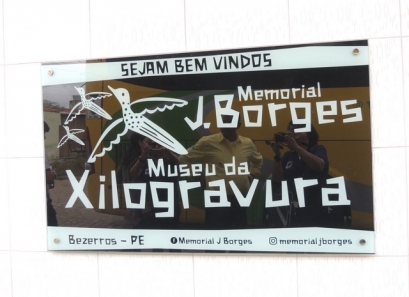 SEJAM BEM VINDOS
Memorial
J.Borges
Museu da
Xilogravura
Bezerros - PE
Memorial J Borges
memorialjborges